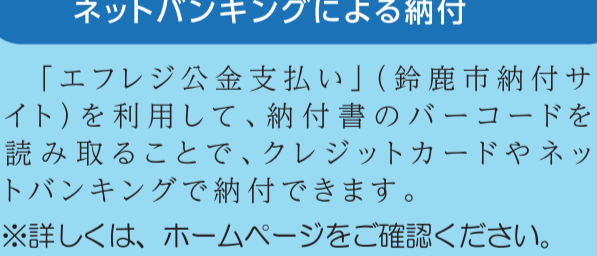 ネットバンキングによる納付
「エフレジ公金支払い」(鈴鹿市納付サ
イト)を利用して、納付書のバーコードを
読み取ることで、クレジットカードやネッ
トバンキングで納付できます。
※詳しくは、ホームページをご確認ください。